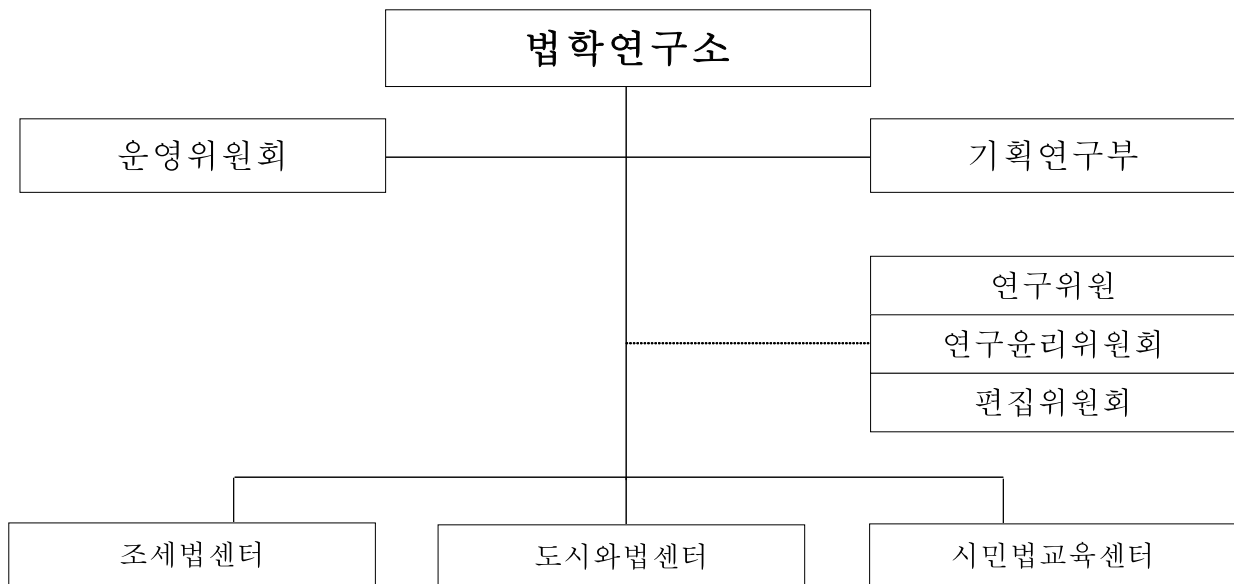 법학연구소
운영위원회
기획연구부
연구위원
연구윤리위원회
편집위원회
조세법센터
도시와법센터
시민법교육센터